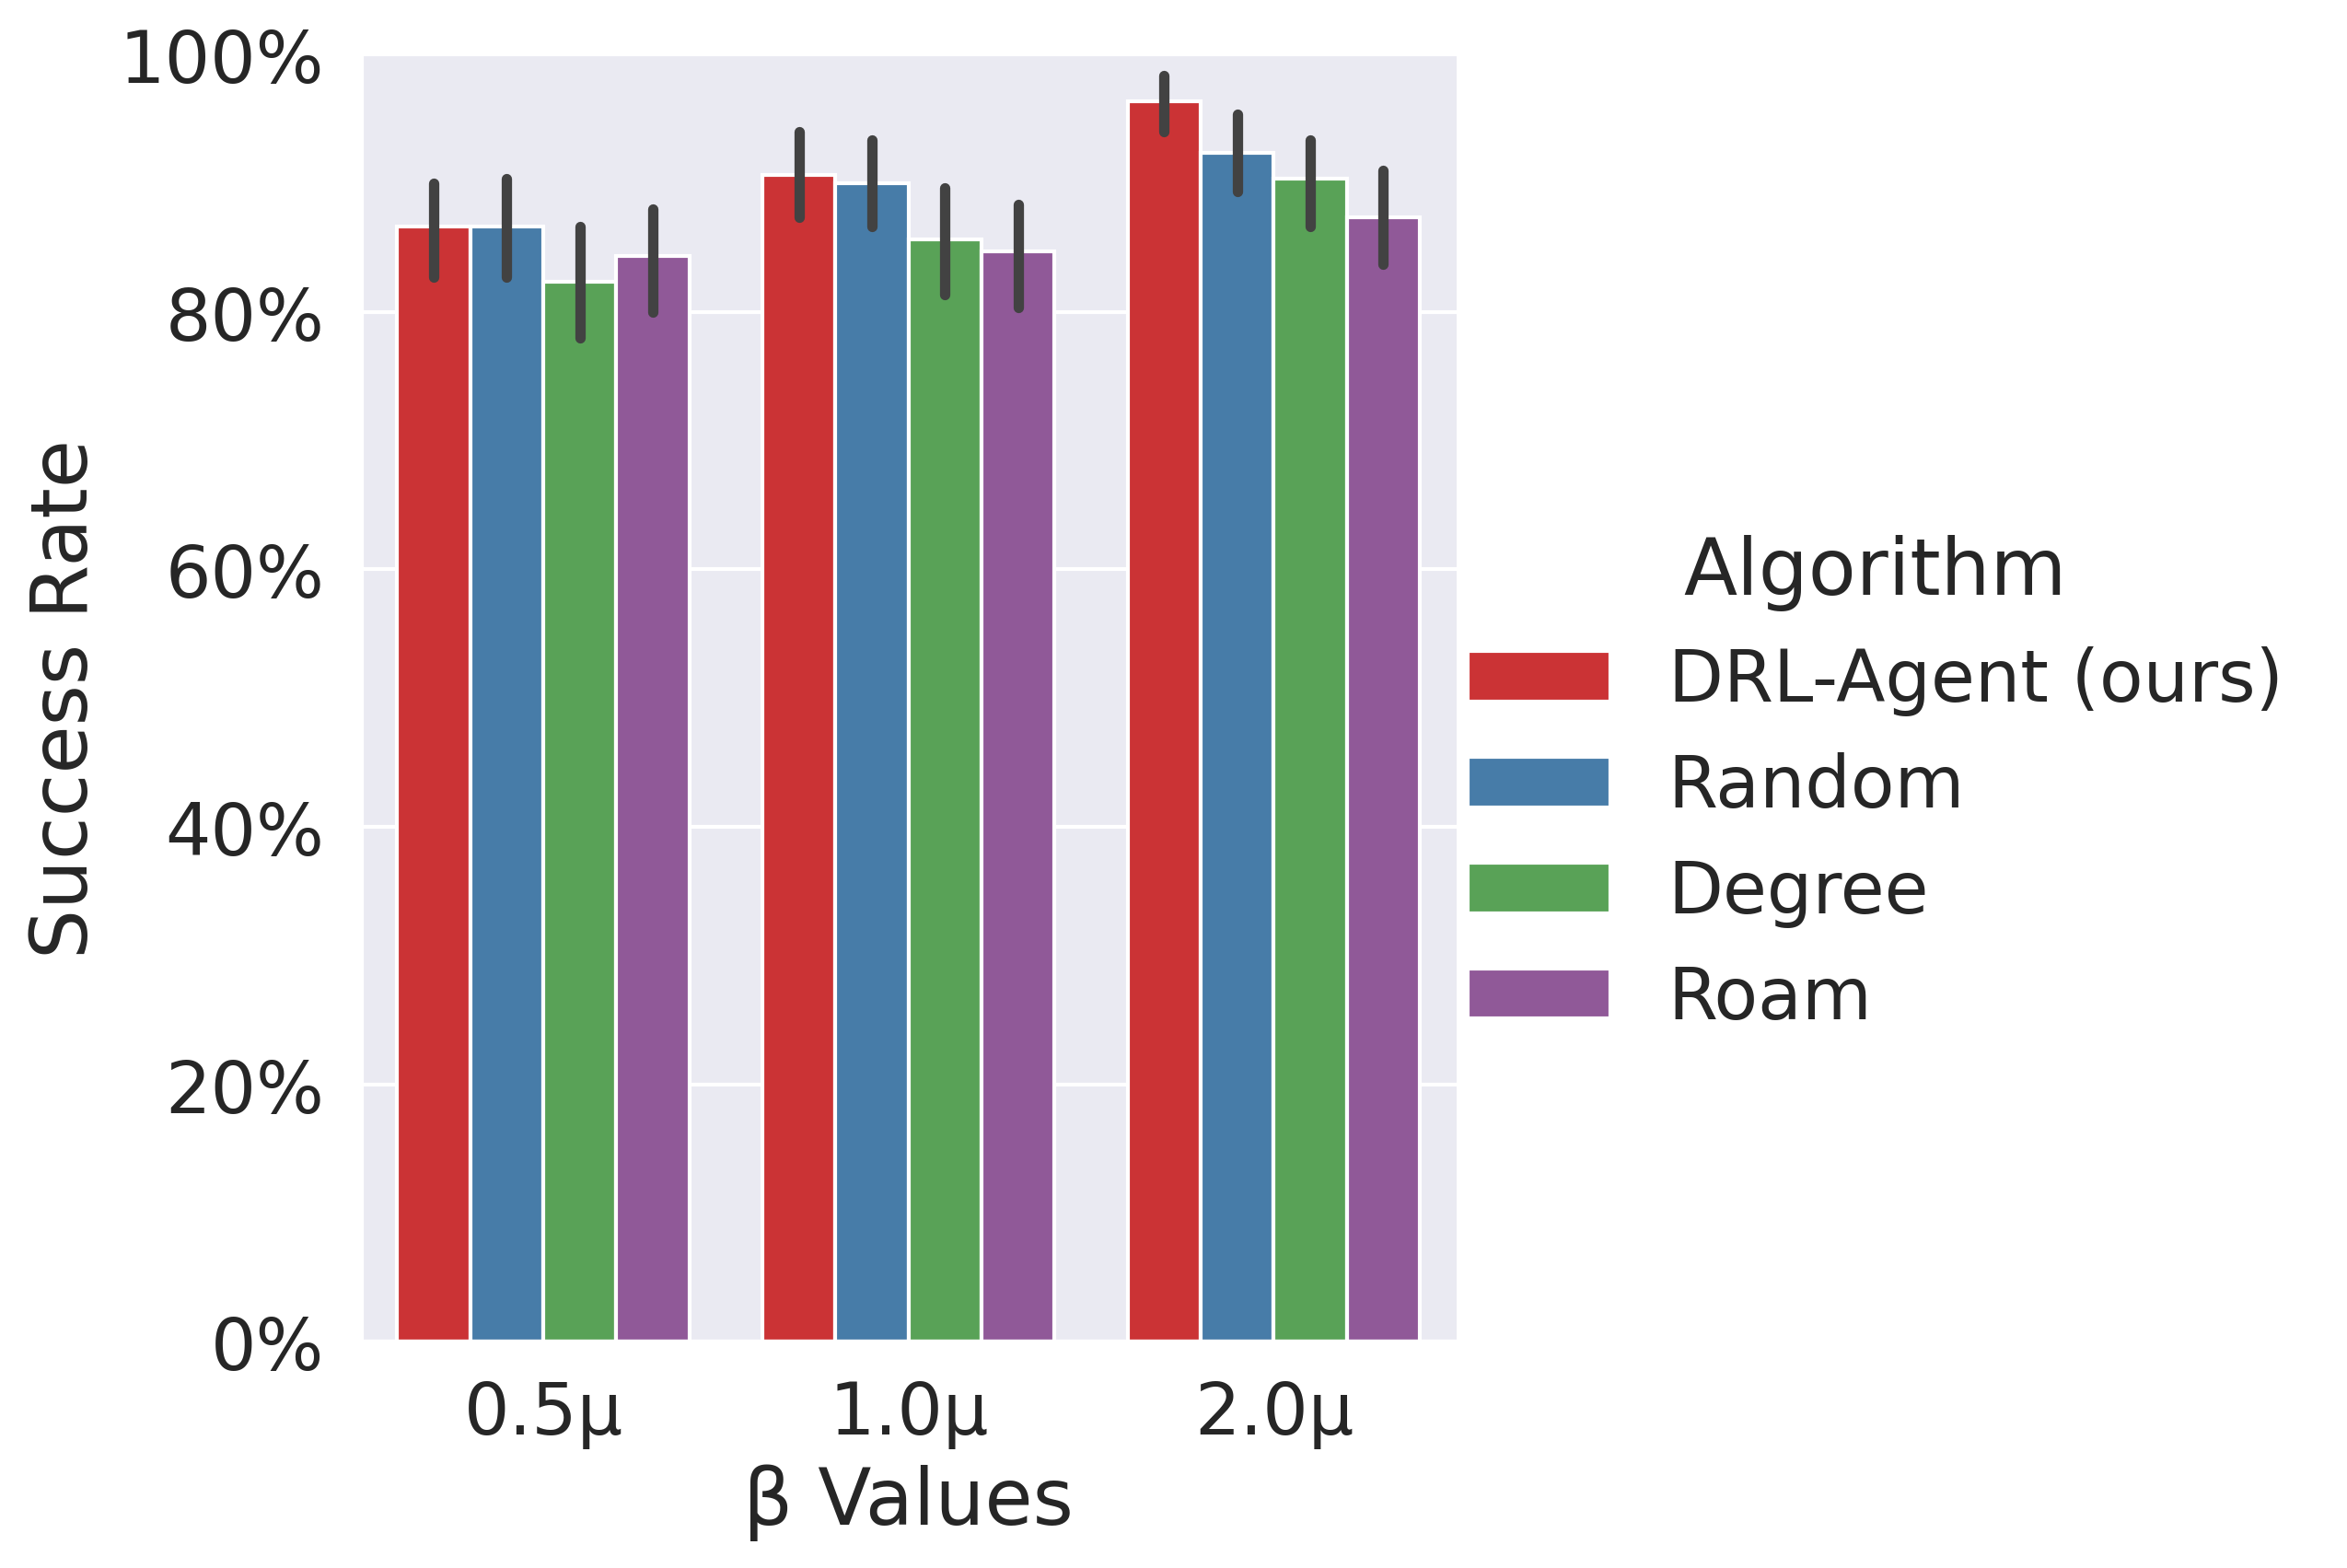 100%
80%
60%
40%
20%
0%
Success Rate
0.5µ 1.0µ 2.0µ
β Values
Algorithm
DRL-Agent (ours)
Random
Degree
Roam